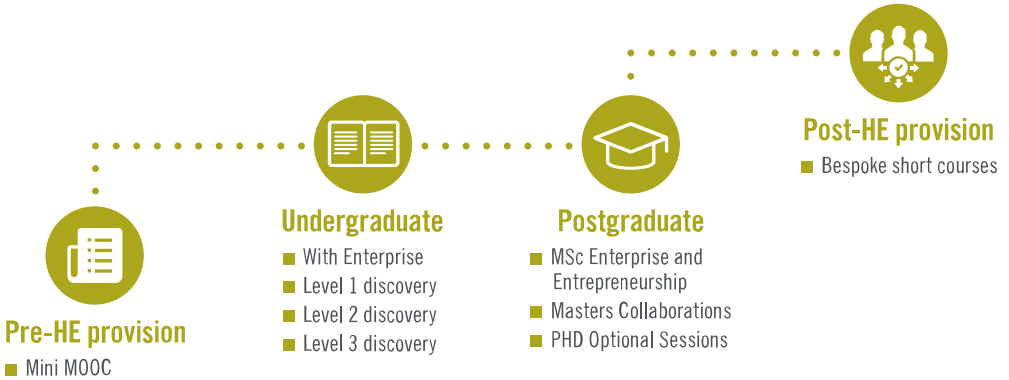 Pre-HE provision
Mini MOOC
Undergraduate
With Enterprise
Level 1 discovery
Level 2 discovery
Level 3 discovery
Postgraduate
MSc Enterprise and
Entrepreneurship
Masters Collaborations
PHD Optional Sessions
Post-HE provision
Bespoke short courses